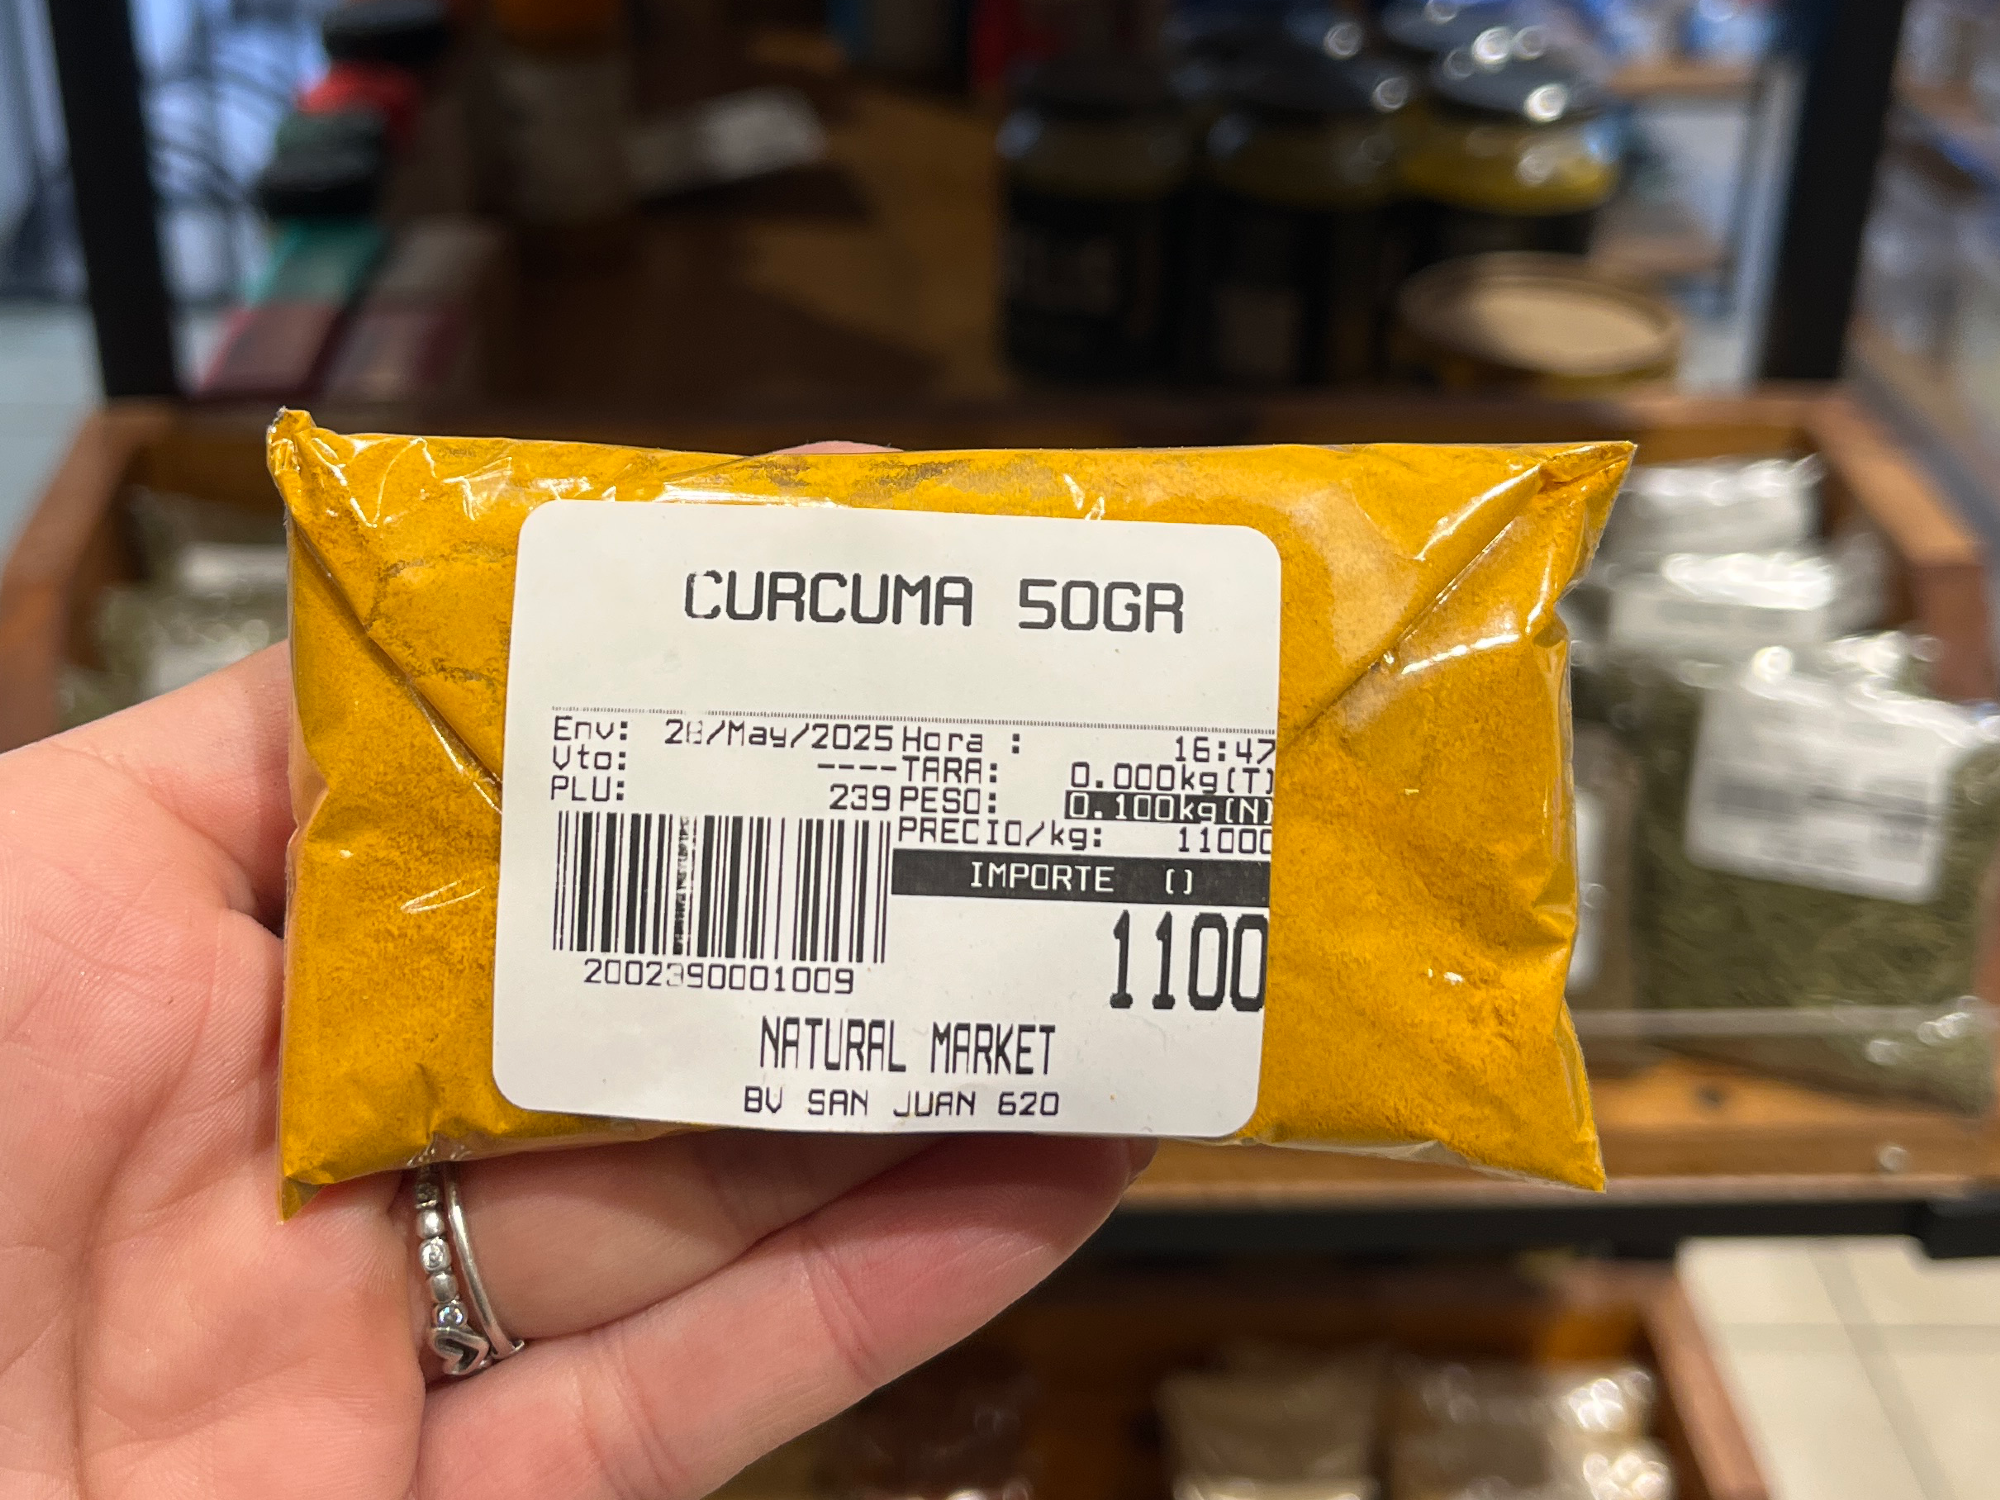 CURCUMA 50GR
Env: 28/May/2025 Hora : 16:47
Vto: ---- TARA: 0.000kg(T)
PLU: 239 PESO: 0.100kg(N)
PRECIO/kg: 11000
IMPORTE ()
1100
2002390001009
NATURAL MARKET
BV SAN JUAN 620